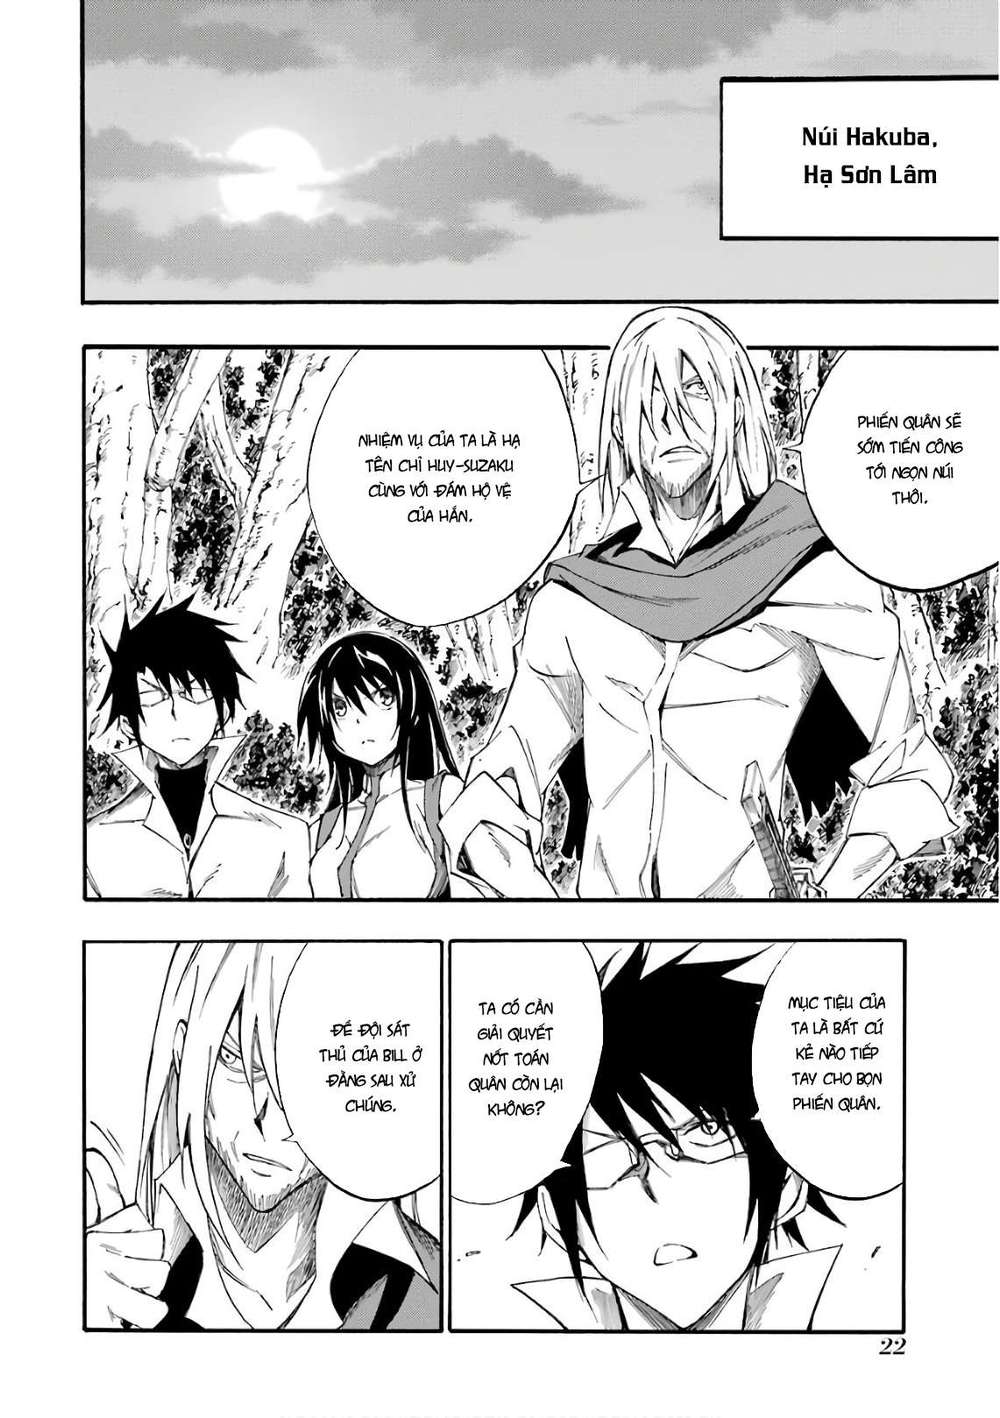 Núi Hakuba,
Hạ Sơn Lâm
PHIẾN QUÂN SẼ
SỚM TIẾN CÔNG
TỚI NGỌN NÚI
THÔI.
NHIỆM VỤ CỦA TA LÀ HẠ
TÊN CHỈ HUY-SUZAKU
CÙNG VỚI ĐÁM HỘ VỆ
CỦA HẮN.
MỤC TIÊU CỦA
TA LÀ BẤT CỨ
KẺ NÀO TIẾP
TAY CHO BỌN
PHIẾN QUÂN.
TA CÓ CẦN
GIẢI QUYẾT
NỐT TOÁN
QUÂN CÒN LẠI
KHÔNG?
ĐỂ ĐỘI SÁT
THỦ CỦA BILL Ở
ĐẰNG SAU XỬ
CHÚNG.
22